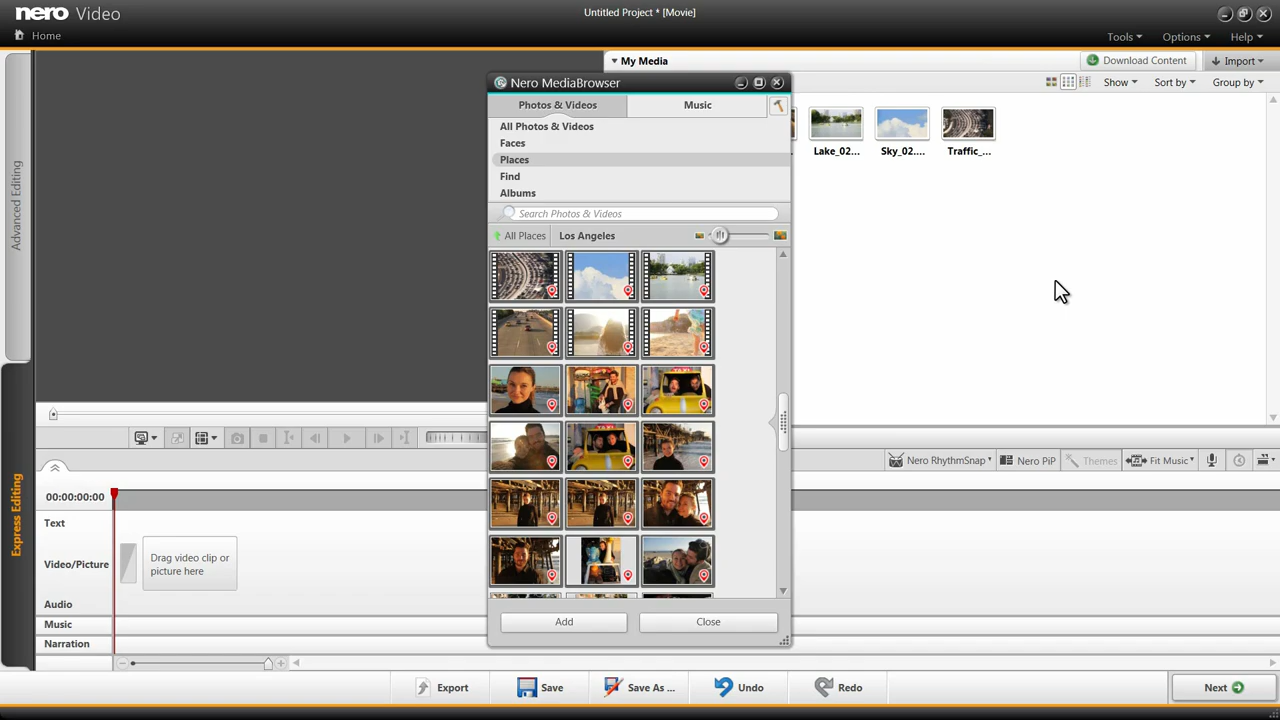 nero Video
Untitled Project * [Movie]
Home
Tools
Options
Help
My Media
Download Content
Import
Show
Sort by
Group by
Lake_02...
Sky_02....
Traffic_...
Nero MediaBrowser
Photos & Videos
Music
All Photos & Videos
Faces
Places
Find
Albums
Search Photos & Videos
All Places
Los Angeles
Add
Close
Advanced Editing
Express Editing
Nero RhythmSnap
Nero PiP
Themes
Fit Music
00:00:00:00
Text
Video/Picture
Drag video clip or
picture here
Audio
Music
Narration
Export
Save
Save As ...
Undo
Redo
Next